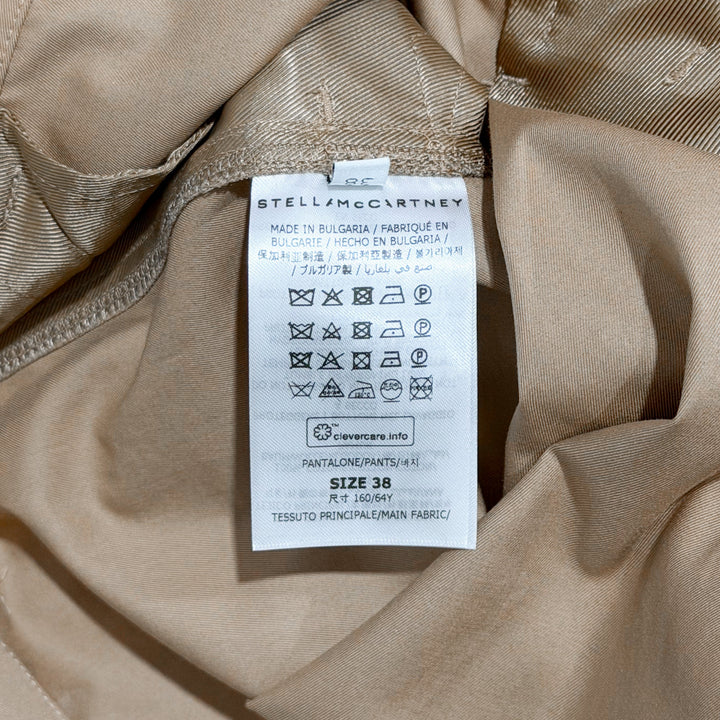 38
STELLA McCARTNEY
MADE IN BULGARIA / FABRIQUÉ EN
BULGARIE / HECHO EN BULGARIA /
保加利亚制造 / 保加利亞製造 / 불가리아제
/ ブルガリア製 / صنع في بلغاريا
clevercare.info
PANTALONE/PANTS/바지
SIZE 38
尺寸 160/64Y
TESSUTO PRINCIPALE/MAIN FABRIC/